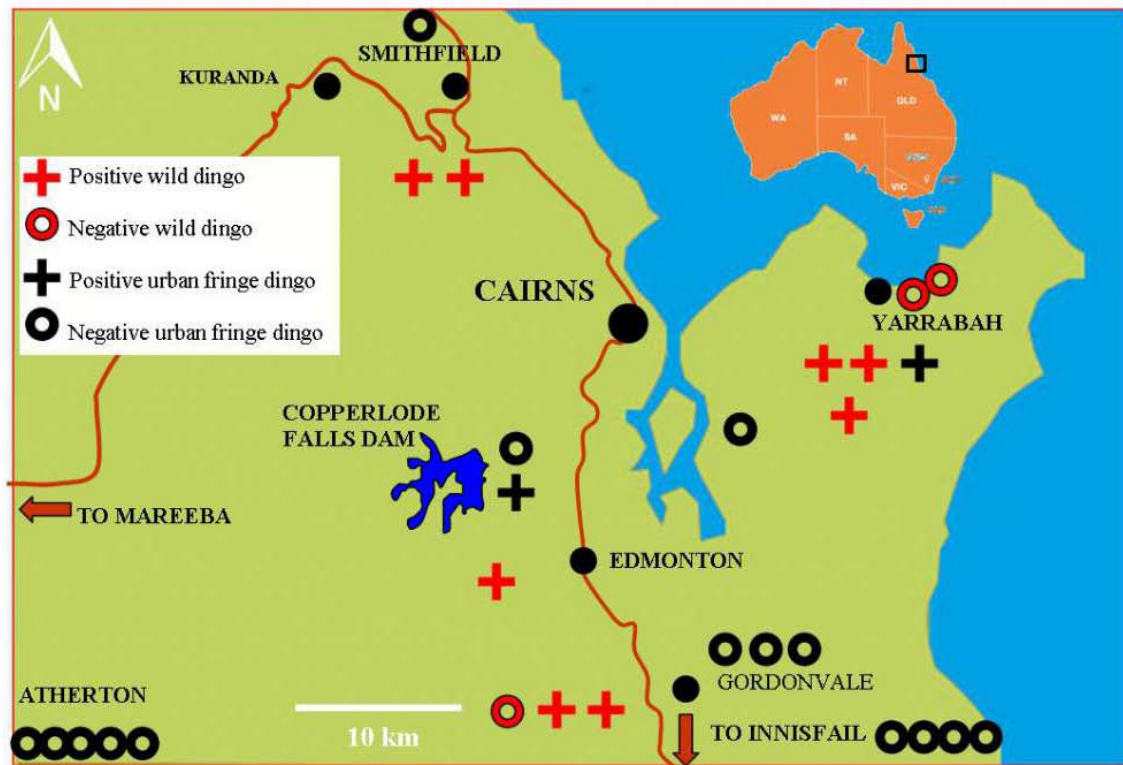 N
SMITHFIELD
KURANDA
Positive wild dingo
Negative wild dingo
Positive urban fringe dingo
Negative urban fringe dingo
WA
NT
SA
QLD
VIC
V
CAIRNS
YARRABAH
COPPERLODE
FALLS DAM
TO MAREEBA
EDMONTON
ATHERTON
10 km
GORDONVALE
TO INNISFAIL